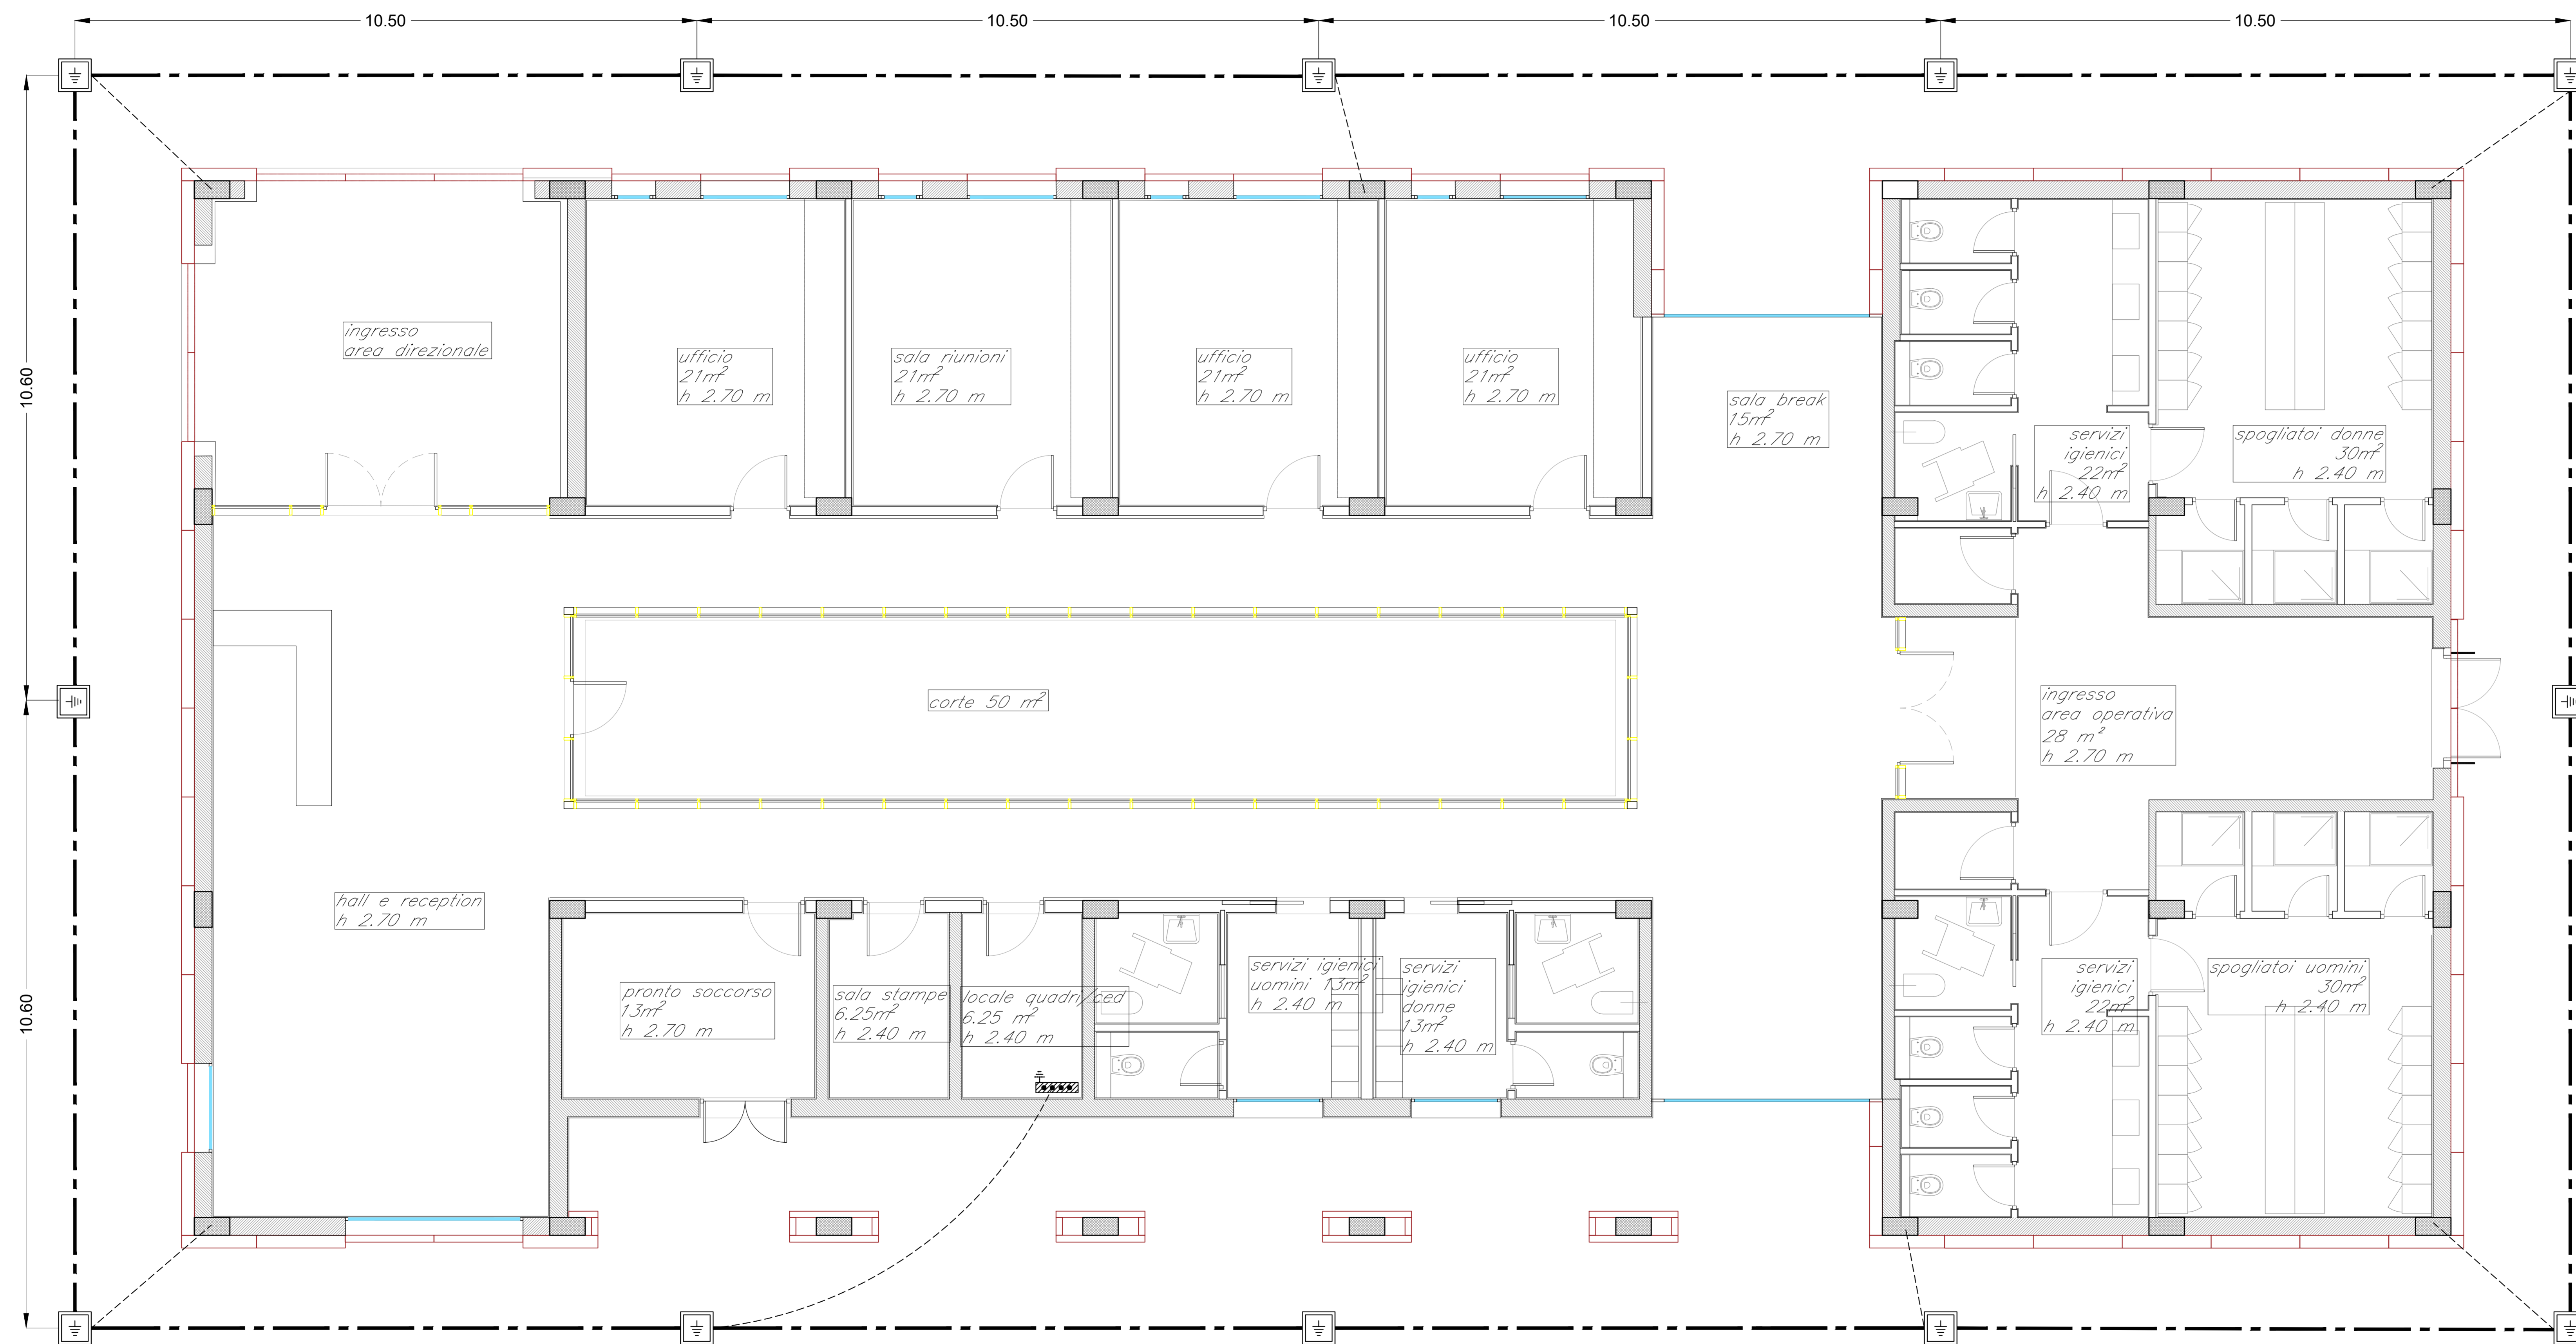 10.50
10.50
10.50
10.50
10.60
10.60
ingresso
area direzionale
ufficio
21m²
h 2.70 m
sala riunioni
21m²
h 2.70 m
ufficio
21m²
h 2.70 m
ufficio
21m²
h 2.70 m
sala break
15m²
h 2.70 m
servizi
igienici
22m²
h 2.40 m
spogliatoi donne
30m²
h 2.40 m
corte 50 m²
ingresso
area operativa
28 m²
h 2.70 m
hall e reception
h 2.70 m
pronto soccorso
13m²
h 2.70 m
sala stampe
6.25m²
h 2.40 m
locale quadri/ced
6.25 m²
h 2.40 m
servizi igienici
uomini 13m²
h 2.40 m
servizi
igienici
donne
13m²
h 2.40 m
servizi
igienici
22m²
h 2.40 m
spogliatoi uomini
30m²
h 2.40 m